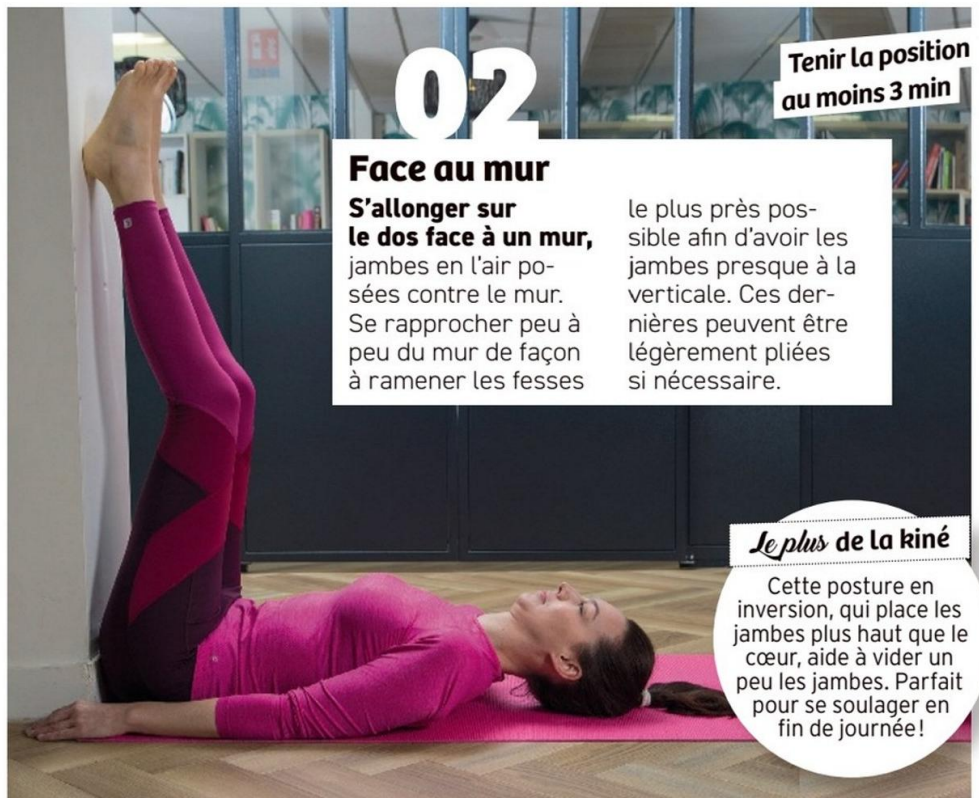 02
Tenir la position
au moins 3 min
Face au mur
S'allonger sur
le dos face à un mur,
jambes en l'air po-
sées contre le mur.
Se rapprocher peu à
peu du mur de façon
à ramener les fesses
le plus près pos-
sible afin d'avoir les
jambes presque à la
verticale. Ces der-
nières peuvent être
légèrement pliées
si nécessaire.
Le plus de la kiné
Cette posture en
inversion, qui place les
jambes plus haut que le
cœur, aide à vider un
peu les jambes. Parfait
pour se soulager en
fin de journée!